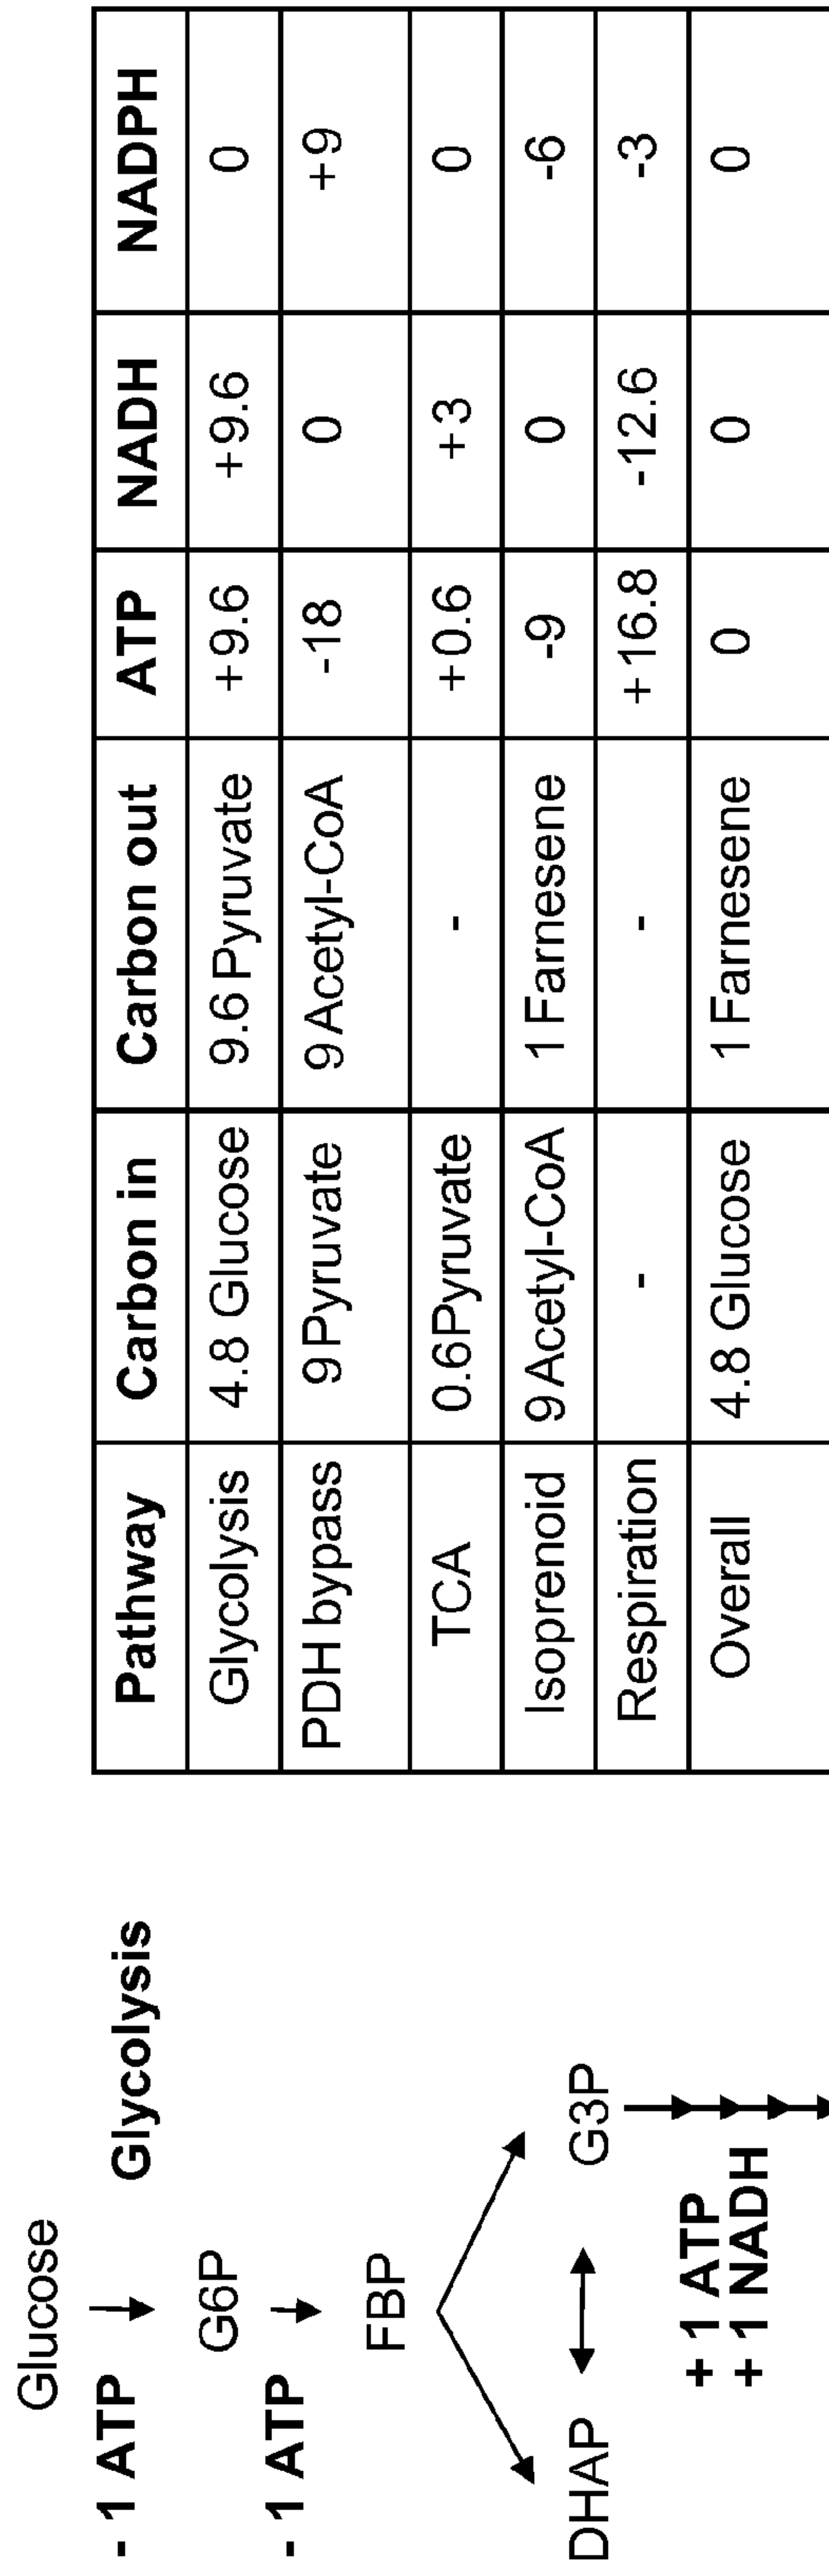 Glucose
Glycolysis
- 1 ATP
G6P
- 1 ATP
FBP
DHAP
G3P
+ 1 ATP
+ 1 NADH
Pathway Carbon in Carbon out ATP NADH NADPH
Glycolysis 4.8 Glucose 9.6 Pyruvate +9.6 +9.6 0
PDH bypass 9 Pyruvate 9 Acetyl-CoA -18 0 +9
TCA 0.6 Pyruvate - +0.6 +3 0
Isoprenoid 9 Acetyl-CoA 1 Farnesene -9 0 -6
Respiration - - +16.8 -12.6 -3
Overall 4.8 Glucose 1 Farnesene 0 0 0